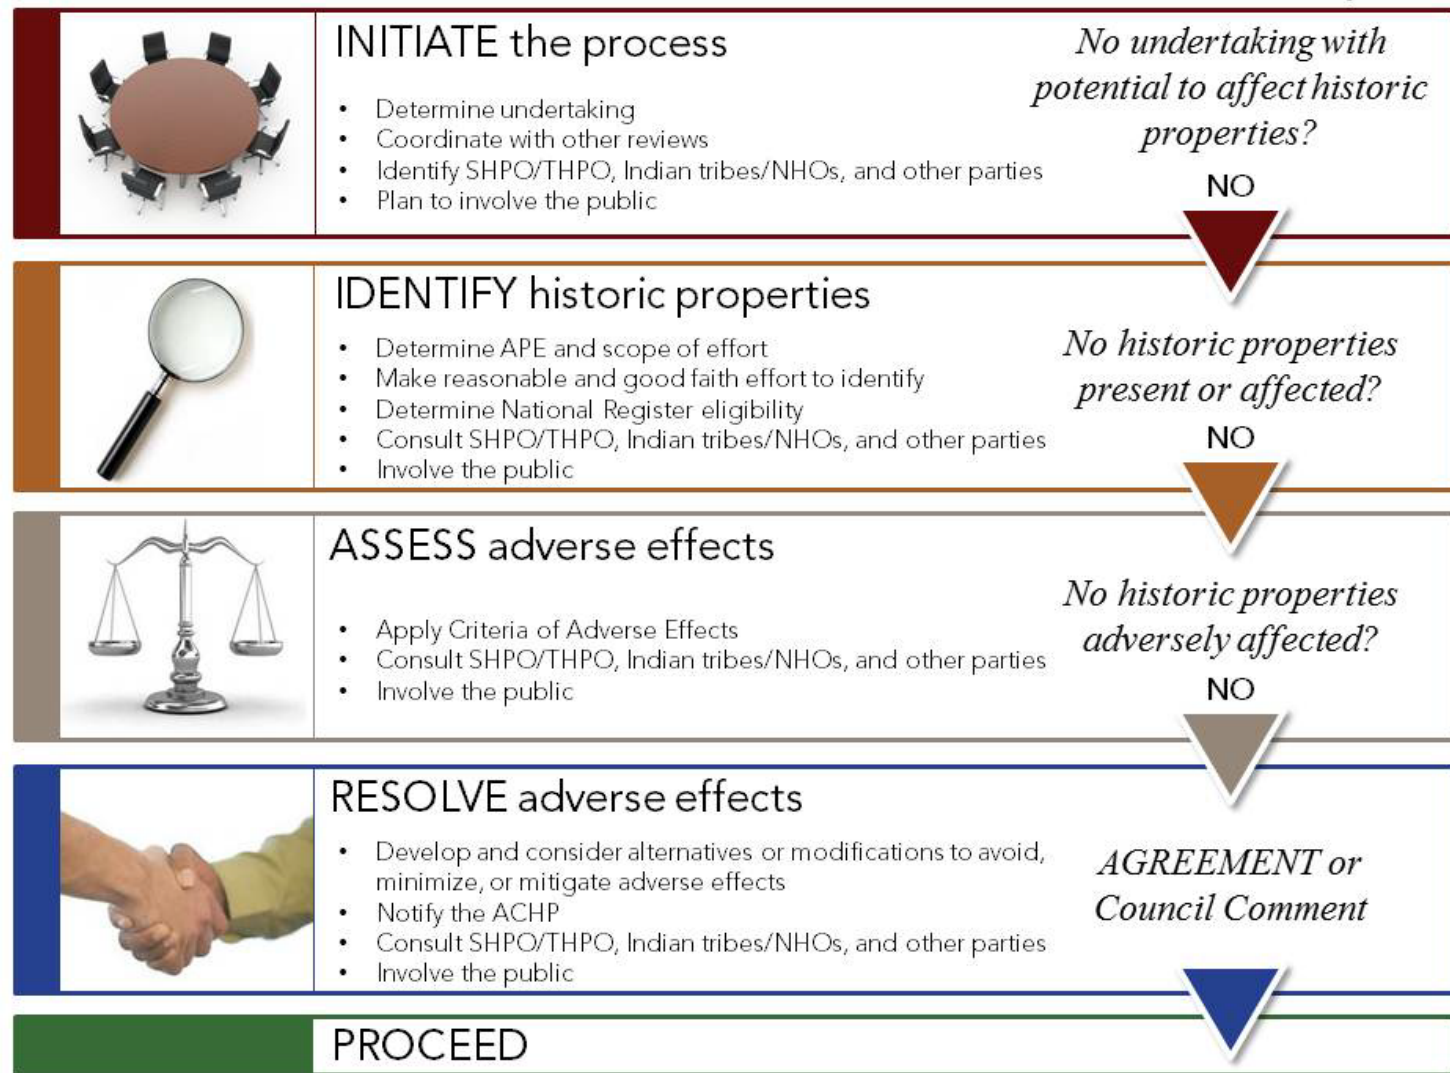 INITIATE the process
• Determine undertaking
• Coordinate with other reviews
• Identify SHPO/THPO, Indian tribes/NHOs, and other parties
• Plan to involve the public
No undertaking with
potential to affect historic
properties?
NO
IDENTIFY historic properties
• Determine APE and scope of effort
• Make reasonable and good faith effort to identify
• Determine National Register eligibility
• Consult SHPO/THPO, Indian tribes/NHOs, and other parties
• Involve the public
No historic properties
present or affected?
NO
ASSESS adverse effects
• Apply Criteria of Adverse Effects
• Consult SHPO/THPO, Indian tribes/NHOs, and other parties
• Involve the public
No historic properties
adversely affected?
NO
RESOLVE adverse effects
• Develop and consider alternatives or modifications to avoid,
minimize, or mitigate adverse effects
• Notify the ACHP
• Consult SHPO/THPO, Indian tribes/NHOs, and other parties
• Involve the public
AGREEMENT or
Council Comment
PROCEED